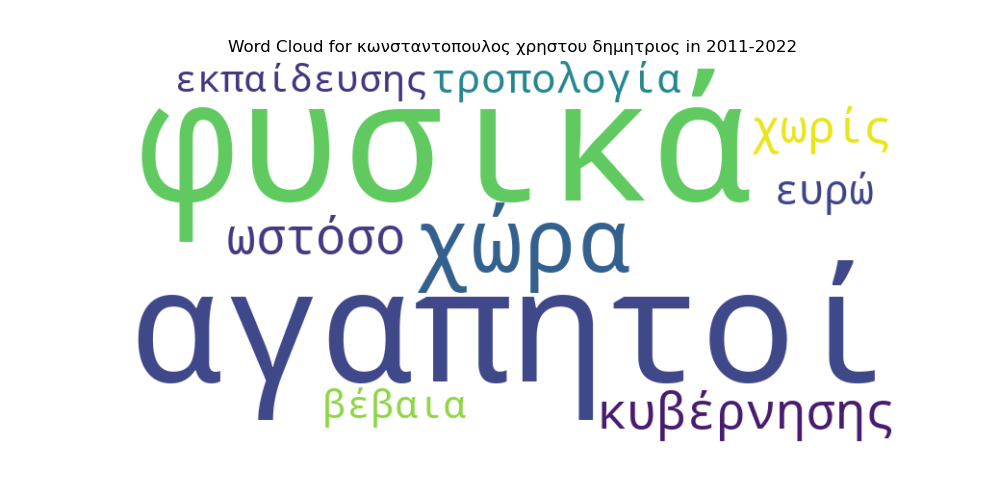 Word Cloud for κωνσταντοπουλος χρηστου δημητριος in 2011-2022
εκπαίδευσης τροπολογία
φυσικά χωρίς
ευρώ
ωστόσο χώρα
αγαπητοί
βέβαια κυβέρνησης